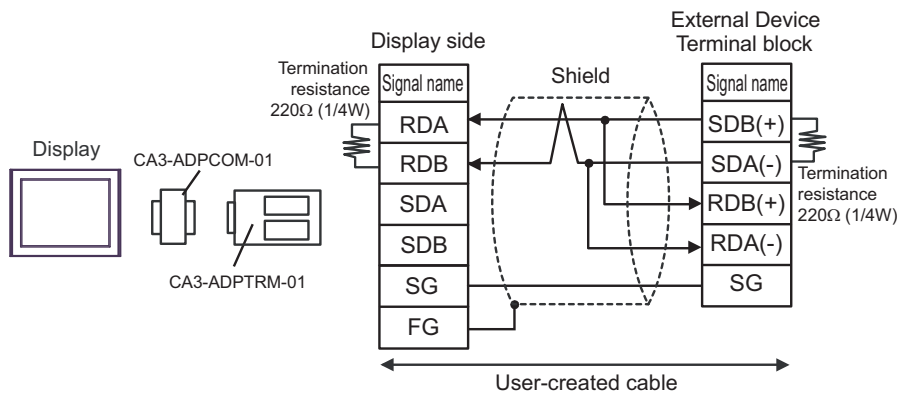 Display
CA3-ADPCOM-01
CA3-ADPTRM-01
Display side
Termination
resistance
220Ω (1/4W)
Signal name
RDA
RDB
SDA
SDB
SG
FG
Shield
External Device
Terminal block
Signal name
SDB(+)
SDA(-)
RDB(+)
RDA(-)
SG
Termination
resistance
220Ω (1/4W)
User-created cable